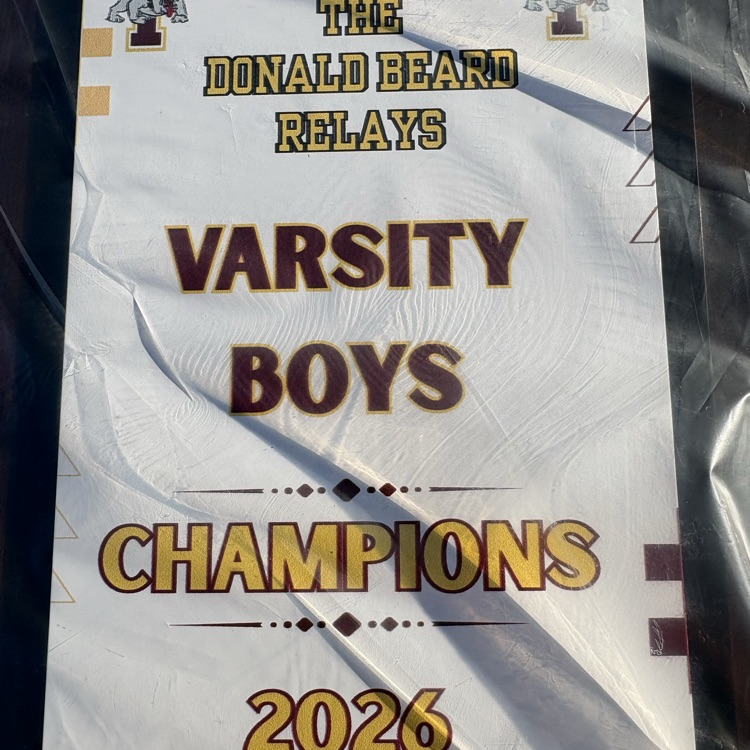 THE
DONALD BEARD
RELAYS
VARSITY
BOYS
CHAMPIONS
2026